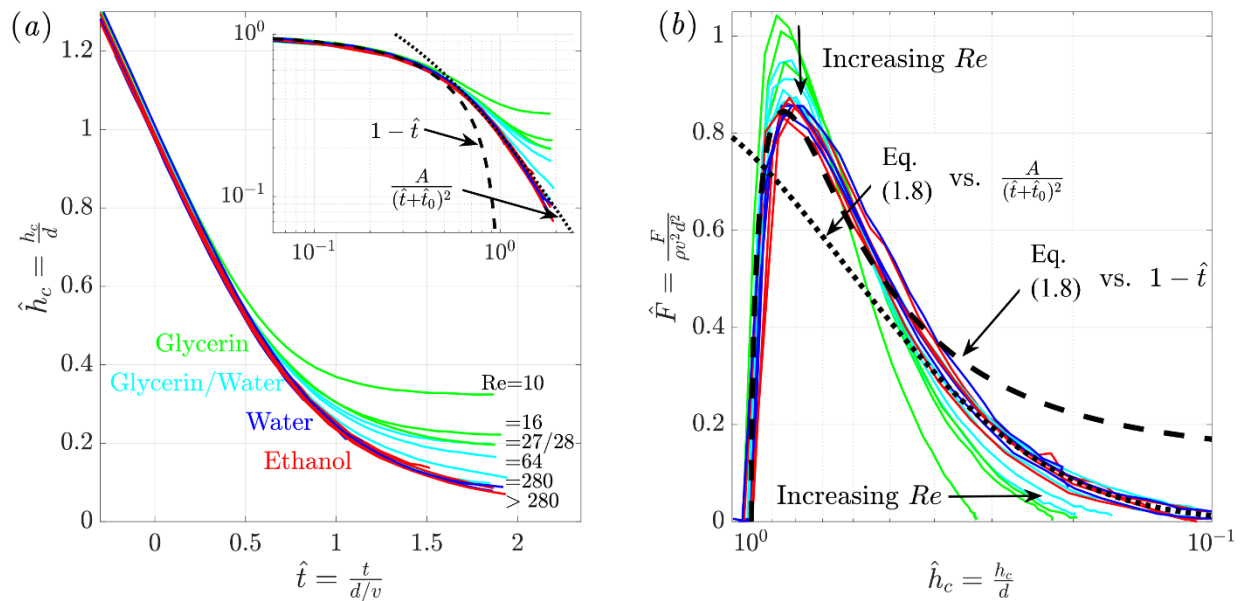 (a)
ĥ_c = h_c/d
1.2
1
0.8
0.6
0.4
0.2
0
0
0.5
1
1.5
2
t̂ = t/(d/v)
10^0
10^-1
10^-1
10^0
1−t̂
A/(t̂+t̂_0)^2
Glycerin
Glycerin/Water
Water
Ethanol
Re=10
=16
=27/28
=64
=280
> 280
(b)
F̂ = F/(ρv^2d^2)
1
0.8
0.6
0.4
0.2
0
10^0
10^-1
ĥ_c = h_c/d
Increasing Re
Eq. (1.8) vs. A/(t̂+t̂_0)^2
Eq. (1.8) vs. 1−t̂
Increasing Re